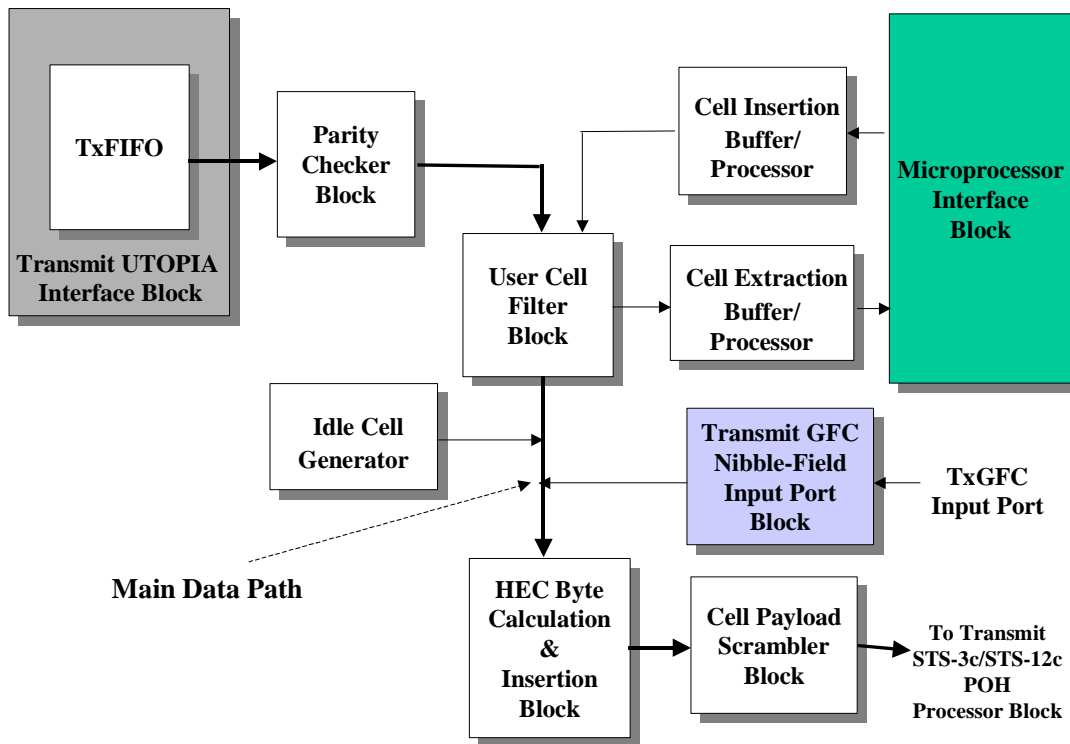 TxFIFO
Transmit UTOPIA
Interface Block
Parity
Checker
Block
Cell Insertion
Buffer/
Processor
Microprocessor
Interface
Block
User Cell
Filter
Block
Cell Extraction
Buffer/
Processor
Idle Cell
Generator
Transmit GFC
Nibble-Field
Input Port
Block
TxGFC
Input Port
Main Data Path
HEC Byte
Calculation
&
Insertion
Block
Cell Payload
Scrambler
Block
To Transmit
STS-3c/STS-12c
POH
Processor Block